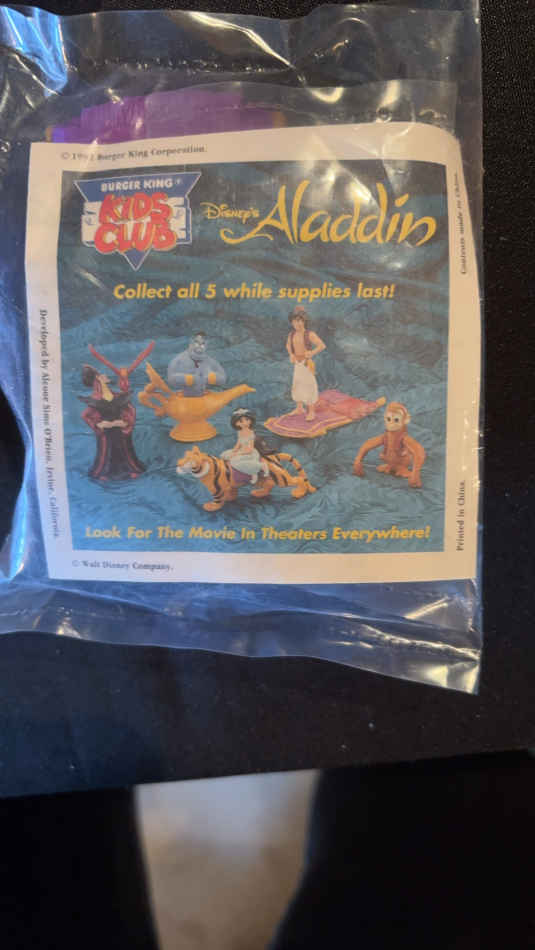 © 1992 Burger King Corporation.
BURGER KING ®
KIDS
CLUB
DISNEY'S Aladdin
Collect all 5 while supplies last!
Contents made in China.
Developed by Alcone Sims O'Brien, Irvine, California.
Look For The Movie In Theaters Everywhere!
Printed in China.
© Walt Disney Company.